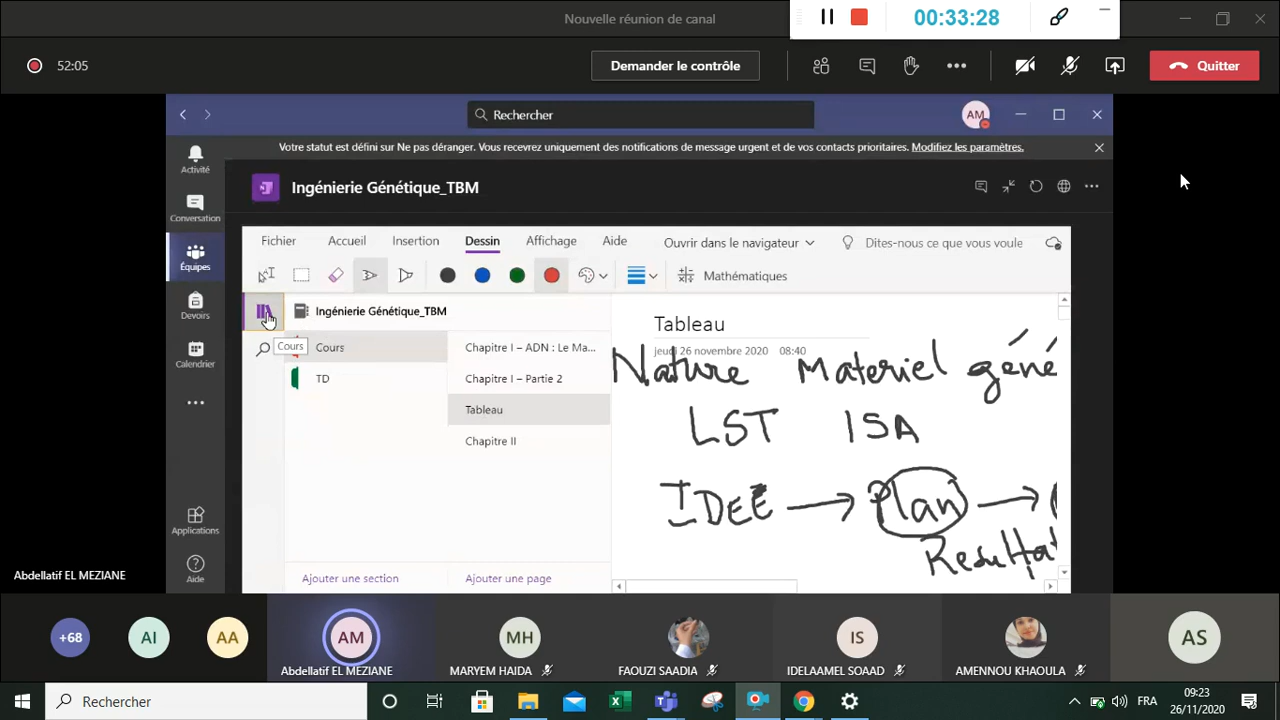 Nouvelle réunion de canal
00:33:28
52:05
Demander le contrôle
Quitter
Rechercher
AM
Votre statut est défini sur Ne pas déranger. Vous recevrez uniquement des notifications de message urgent et de vos contacts prioritaires. Modifiez les paramètres.
Activité
Conversation
Équipes
Devoirs
Calendrier
Applications
Aide
Ingénierie Génétique_TBM
Fichier Accueil Insertion Dessin Affichage Aide Ouvrir dans le navigateur Dites-nous ce que vous voule
Mathématiques
Ingénierie Génétique_TBM
Cours
Cours
TD
Chapitre I – ADN : Le Ma...
Chapitre I – Partie 2
Tableau
Chapitre II
Ajouter une section
Ajouter une page
Tableau
jeudi 26 novembre 2020 08:40
Nature Materiel géné
LST ISA
IDEE → Plan →
Resultat
Abdellatif EL MEZIANE
+68
AI
AA
AM
Abdellatif EL MEZIANE
MH
MARYEM HAIDA
FAOUZI SAADIA
IS
IDELAAMEL SOAAD
AMENNOU KHAOULA
AS
Rechercher
FRA
09:23
26/11/2020